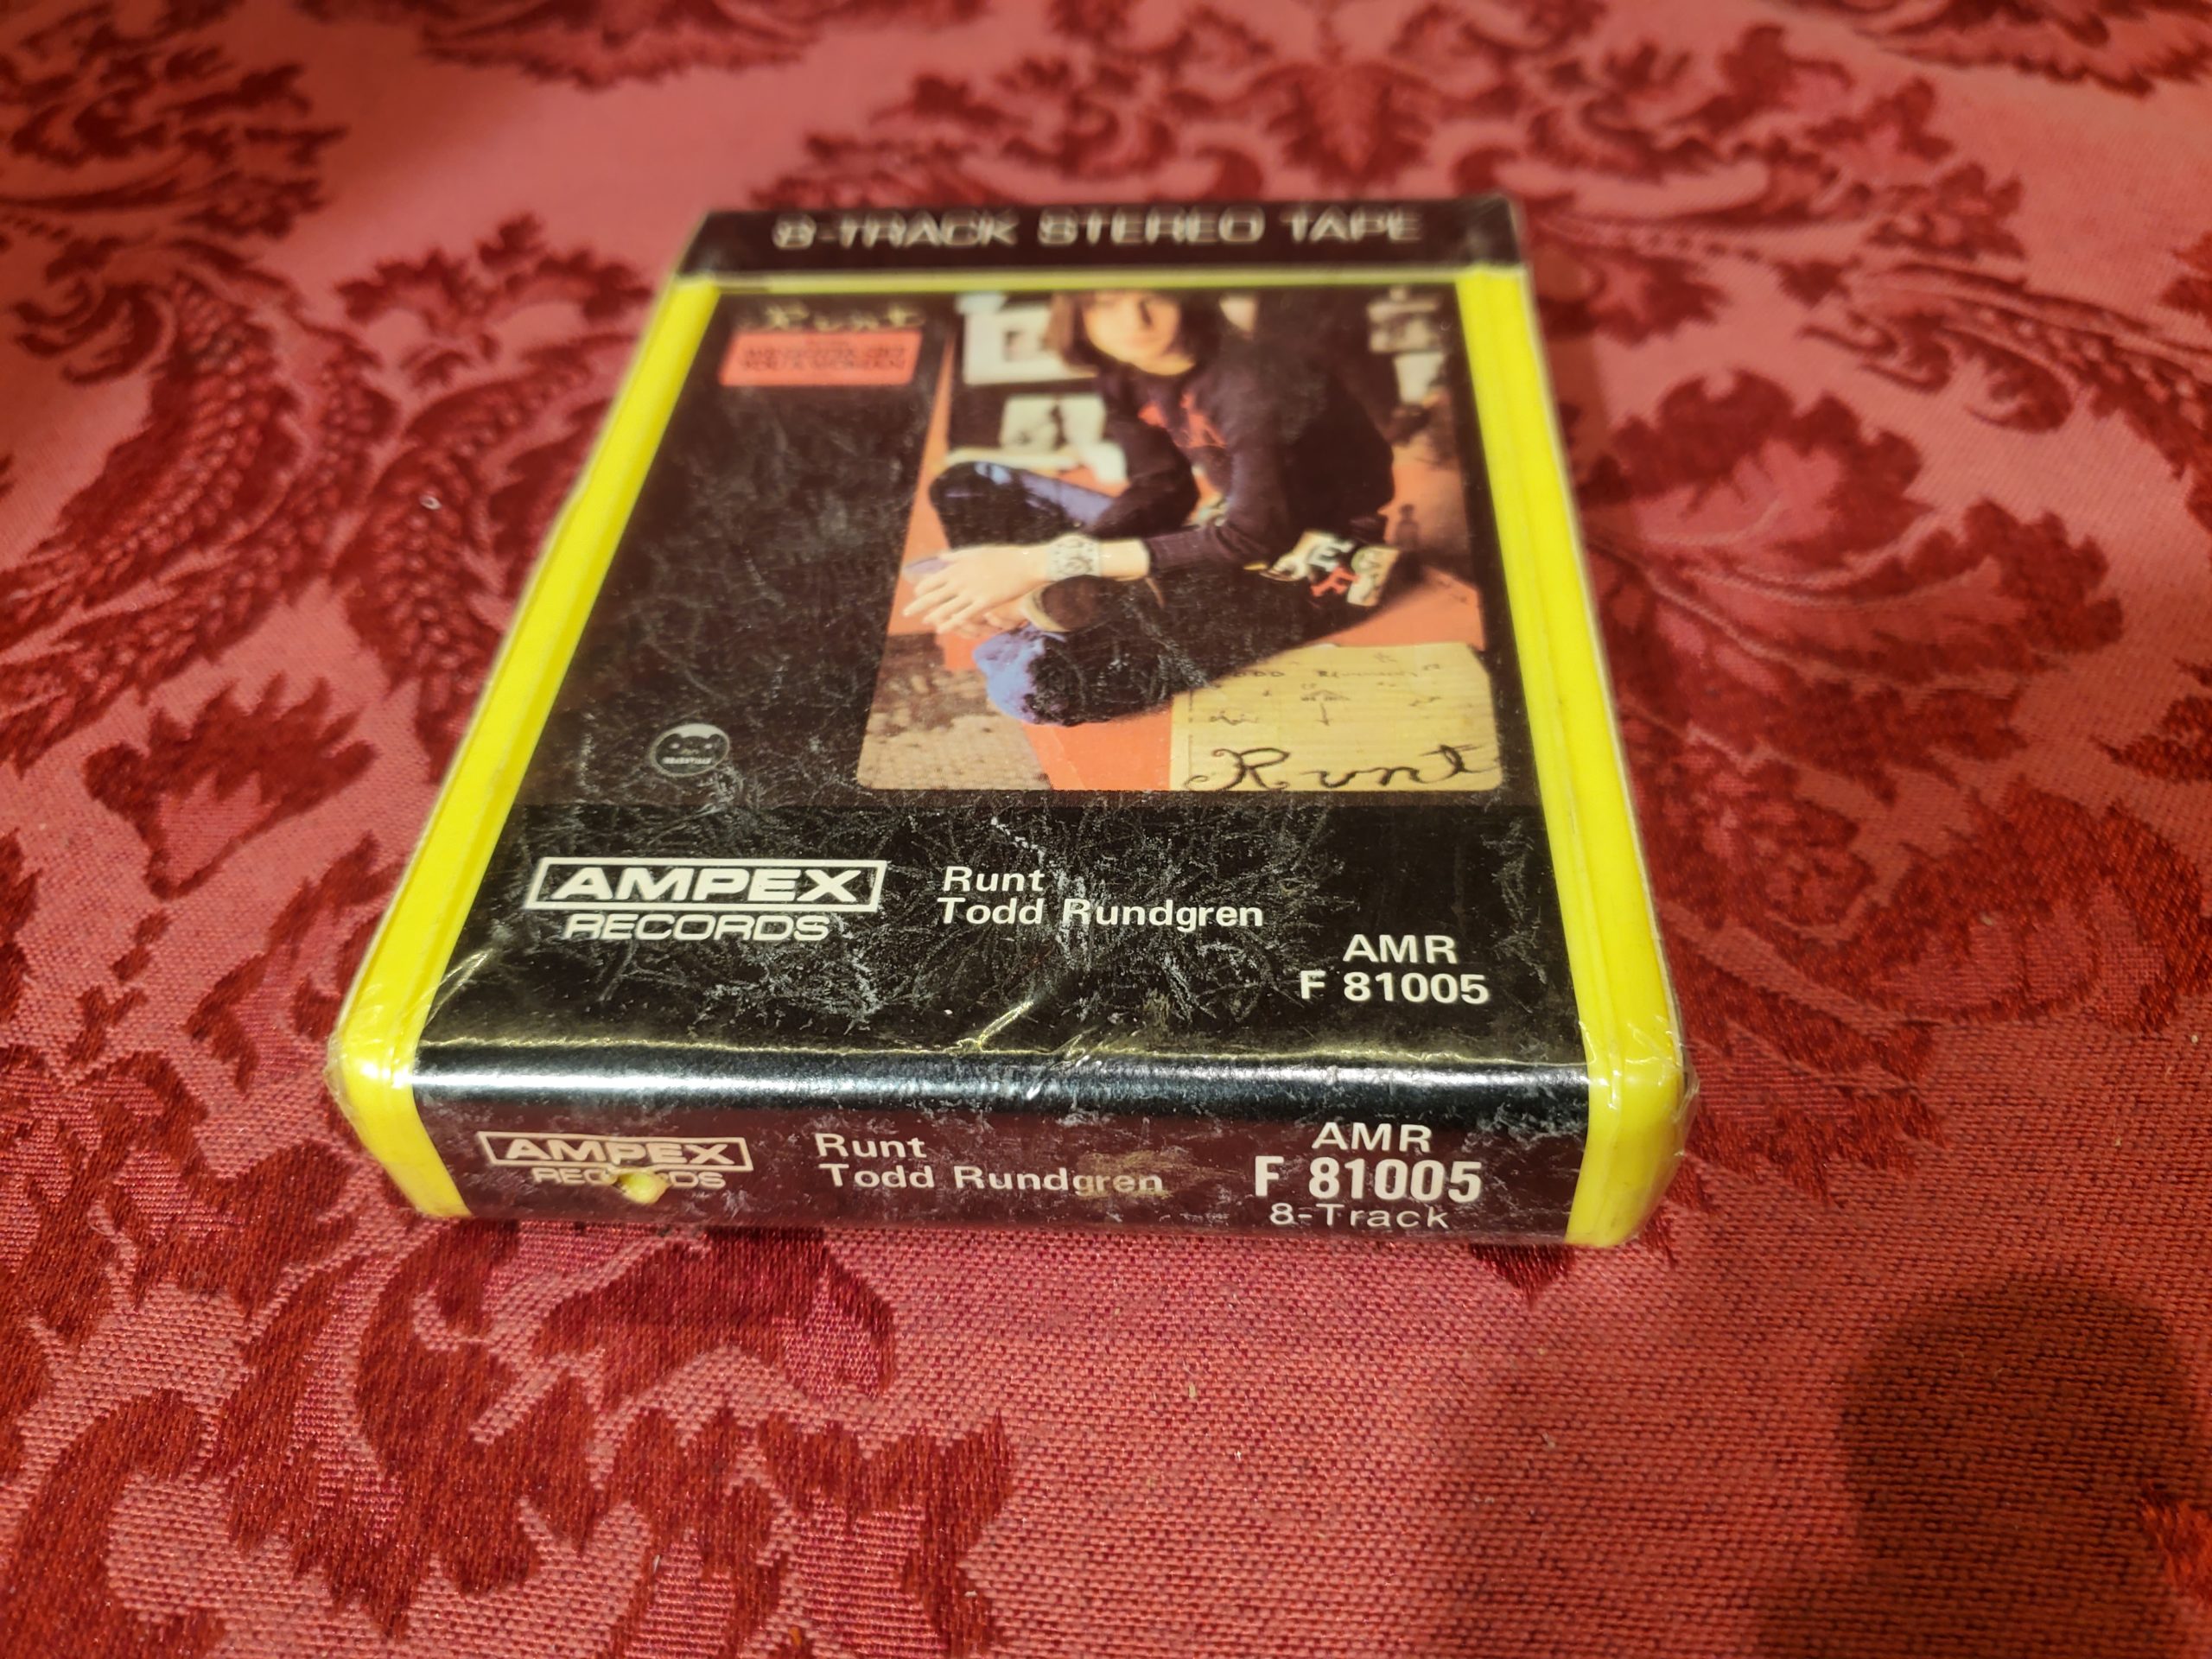 8-TRACK STEREO TAPE
Runt
Runt
AMPEX
RECORDS
Runt
Todd Rundgren
AMR
F 81005
AMPEX
RECORDS
Runt
Todd Rundgren
AMR
F 81005
8-Track